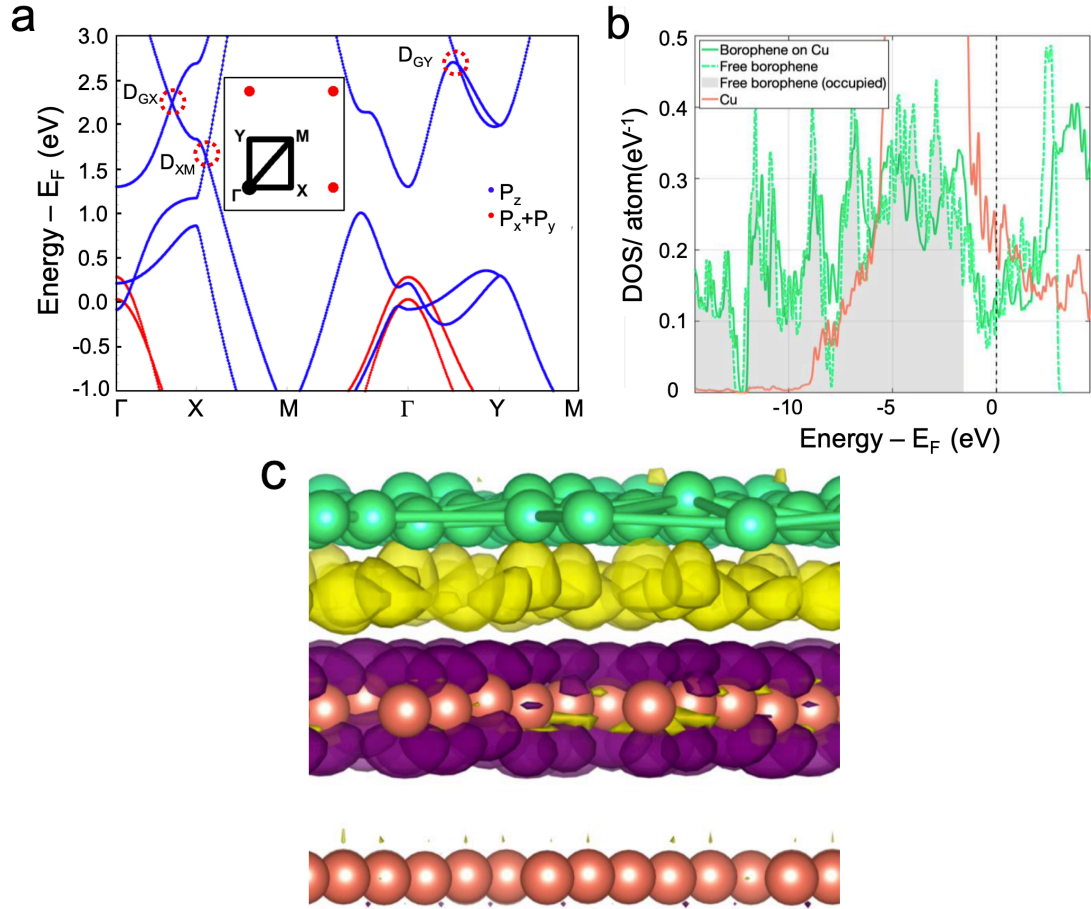 a
Energy – E_F (eV)
3.0
2.5
2.0
1.5
1.0
0.5
0.0
-0.5
-1.0
D_GX
D_XM
D_GY
Y
M
Γ
X
P_z
P_x+P_y
Γ
X
M
Γ
Y
M
b
DOS/ atom(eV⁻¹)
0.5
0.4
0.3
0.2
0.1
0
Borophene on Cu
Free borophene
Free borophene (occupied)
Cu
-10
-5
0
Energy – E_F (eV)
c